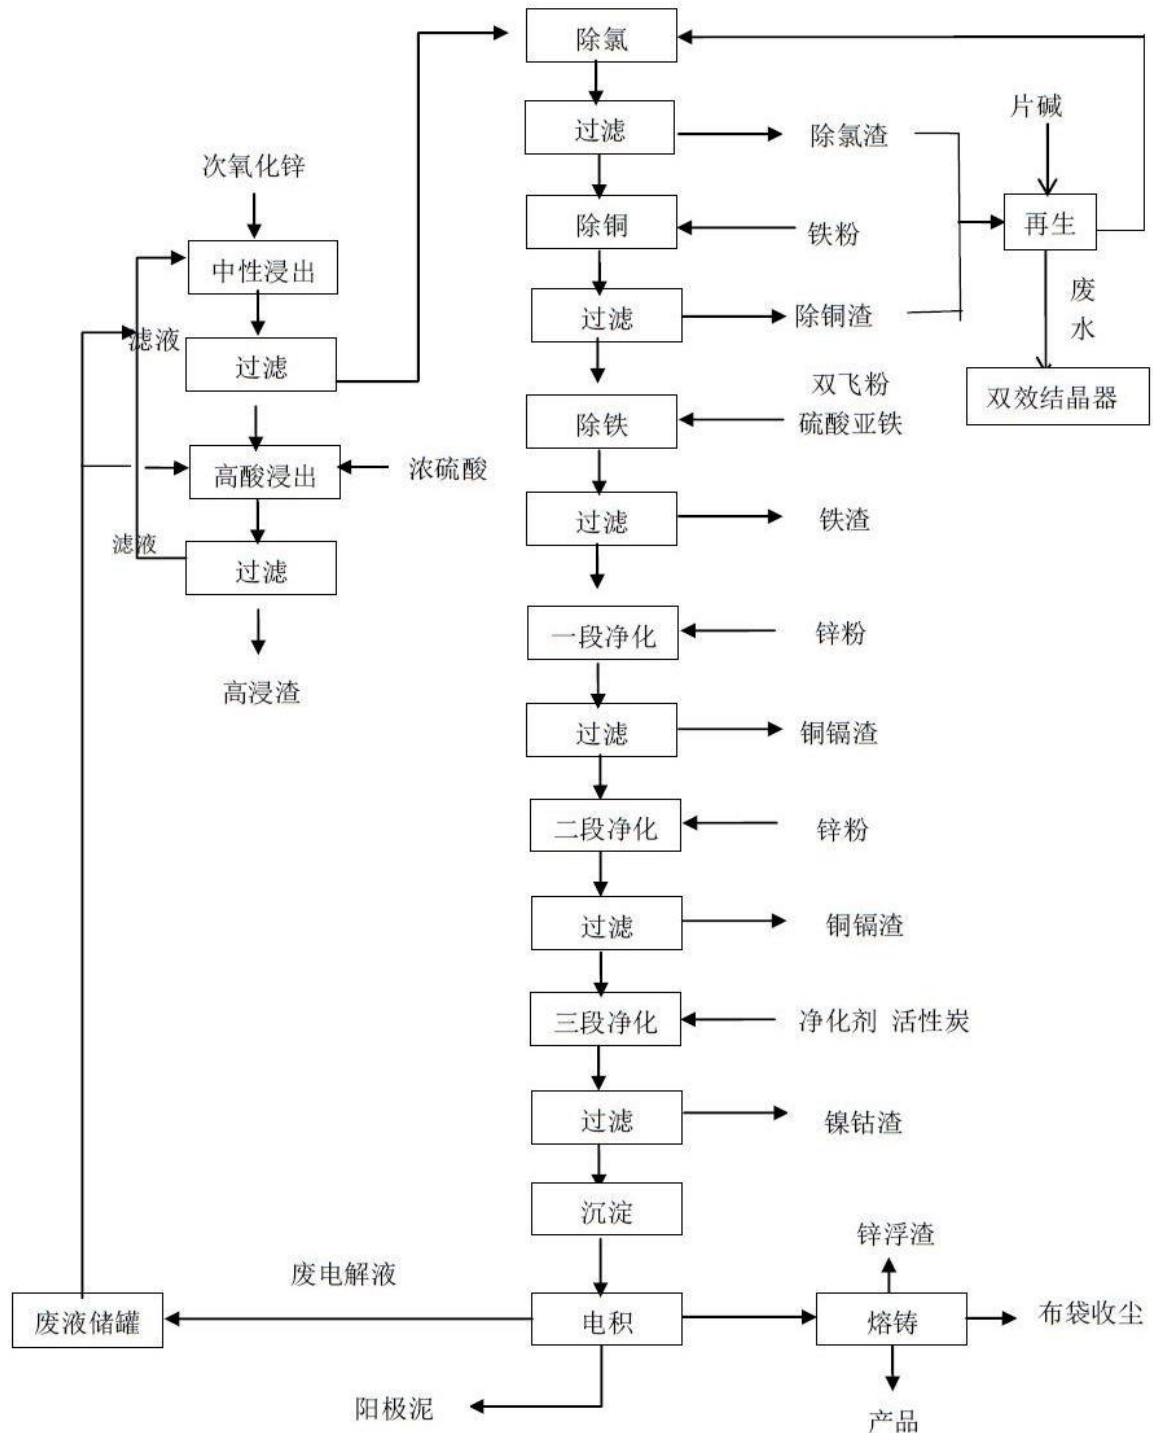 除氯
片碱
过滤
除氯渣
次氧化锌
除铜
铁粉
再生
中性浸出
废
水
滤液
过滤
过滤
除铜渣
双飞粉
双效结晶器
除铁
硫酸亚铁
高酸浸出
浓硫酸
过滤
铁渣
滤液
过滤
一段净化
锌粉
高浸渣
过滤
铜镉渣
二段净化
锌粉
过滤
铜镉渣
三段净化
净化剂 活性炭
过滤
镍钴渣
沉淀
锌浮渣
废电解液
废液储罐
电积
熔铸
布袋收尘
阳极泥
产品